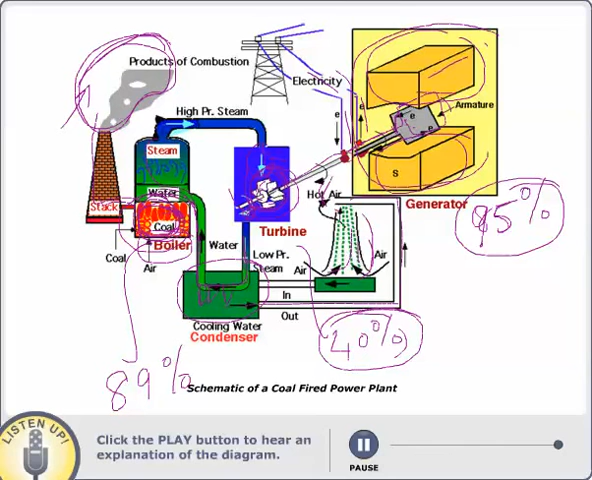 Products of Combustion
Electricity
High Pr. Steam
Armature
e
e
e
e
Steam
S
Water
Hot Air
Generator
Stack
Coal
Turbine
85%
Boiler
Water
Low Pr.
Steam
Air
Air
Coal
Air
In
Out
Cooling Water
Condenser
40%
89%
Schematic of a Coal Fired Power Plant
LISTEN UP!
Click the PLAY button to hear an
explanation of the diagram.
PAUSE